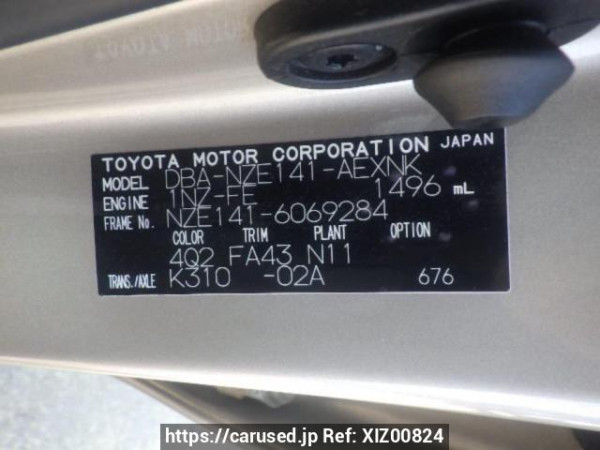 TOYOTA MOTOR CORPORATION JAPAN
MODEL DBA-NZE141-AEXNK
ENGINE 1NZ-FE 1496 mL
FRAME No. NZE141-6069284
COLOR TRIM PLANT OPTION
4Q2 FA43 N11
TRANS./AXLE K310 -02A 676
https://carused.jp Ref: XIZ00824